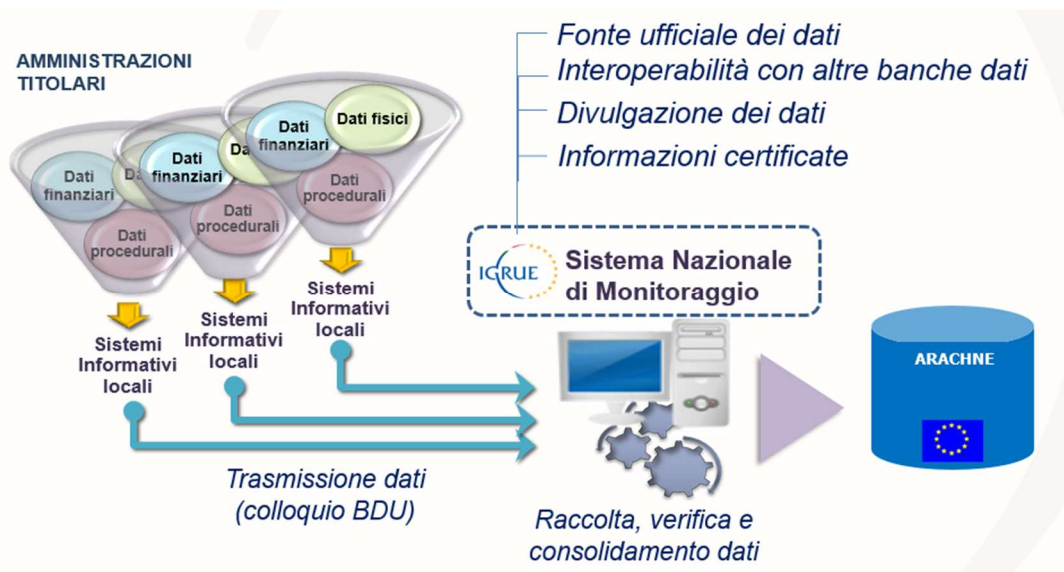 AMMINISTRAZIONI
TITOLARI
Dati
finanziari
Da
Dati
procedurali
Dati
finanziari
Da
Dati
procedurali
Dati
finanziari
Dati fisici
Dati
procedurali
Sistemi
Informativi
locali
Sistemi
Informativi
locali
Sistemi
Informativi
locali
Trasmissione dati
(colloquio BDU)
Fonte ufficiale dei dati
Interoperabilità con altre banche dati
Divulgazione dei dati
Informazioni certificate
IGRUE
Sistema Nazionale
di Monitoraggio
Raccolta, verifica e
consolidamento dati
ARACHNE